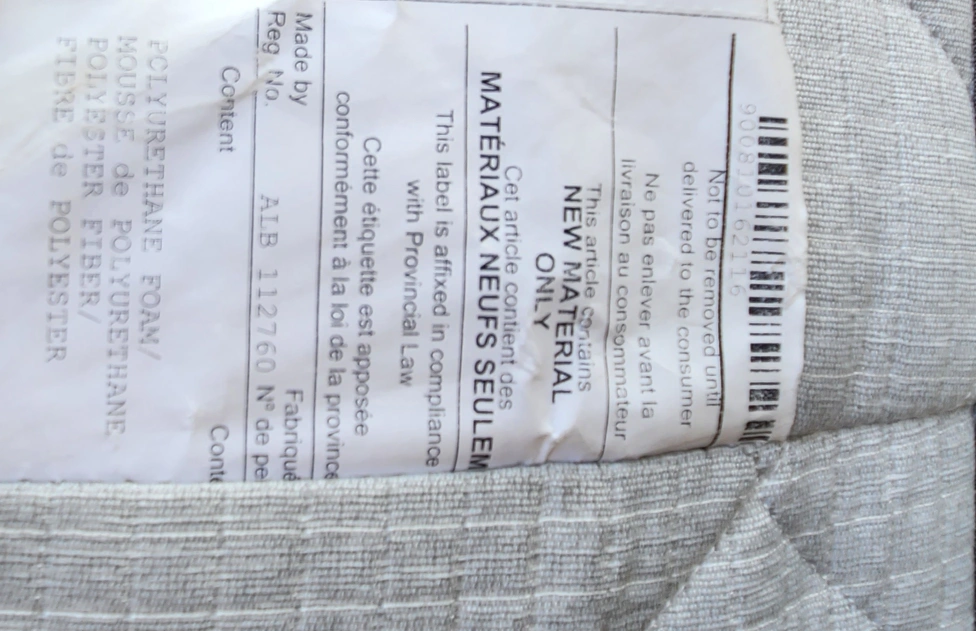 90081016 2116
Not to be removed until
delivered to the consumer
Ne pas enlever avant la
livraison au consommateur
This article contains
NEW MATERIAL
ONLY
Cet article contient des
MATÉRIAUX NEUFS SEULEM
This label is affixed in compliance
with Provincial Law
Cette étiquette est apposée
conformément à la loi de la province
Made by Fabriqué
Reg. No. ALB 112760 Nº de pe
Content Conte
POLYURETHANE FOAM/
MOUSSE de POLYURETHANE.
POLYESTER FIBER/
FIBRE de POLYESTER